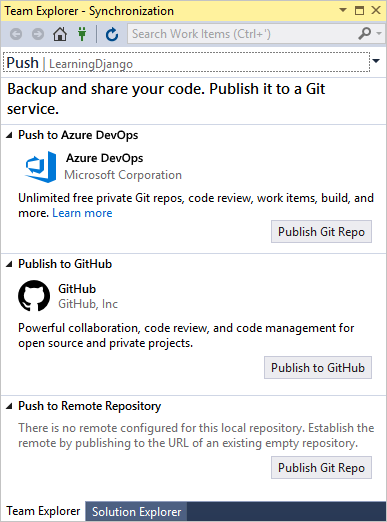 Team Explorer - Synchronization
Search Work Items (Ctrl+')
Push | LearningDjango
Backup and share your code. Publish it to a Git
service.
Push to Azure DevOps
Azure DevOps
Microsoft Corporation
Unlimited free private Git repos, code review, work items, build, and
more. Learn more
Publish Git Repo
Publish to GitHub
GitHub
GitHub, Inc
Powerful collaboration, code review, and code management for
open source and private projects.
Publish to GitHub
Push to Remote Repository
There is no remote configured for this local repository. Establish the
remote by publishing to the URL of an existing empty repository.
Publish Git Repo
Team Explorer Solution Explorer